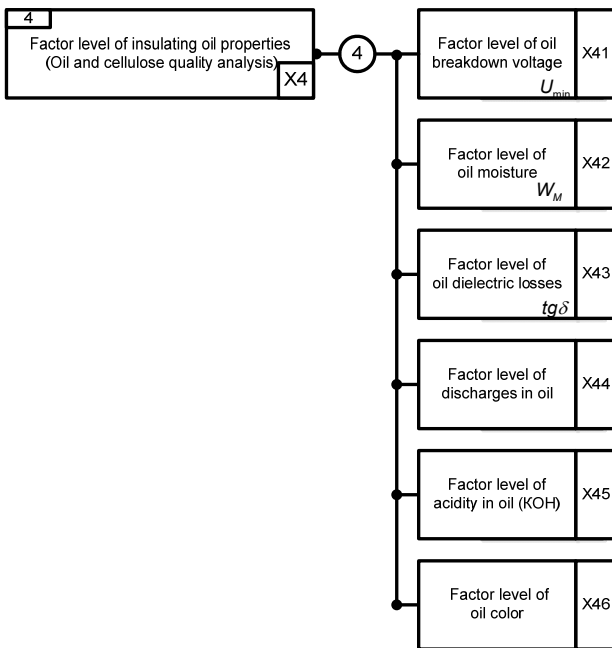 4
Factor level of insulating oil properties
(Oil and cellulose quality analysis)
X4
4
Factor level of oil
breakdown voltage
U min
X41
Factor level of
oil moisture
W M
X42
Factor level of
oil dielectric losses
tgδ
X43
Factor level of
discharges in oil
X44
Factor level of
acidity in oil (KOH)
X45
Factor level of
oil color
X46